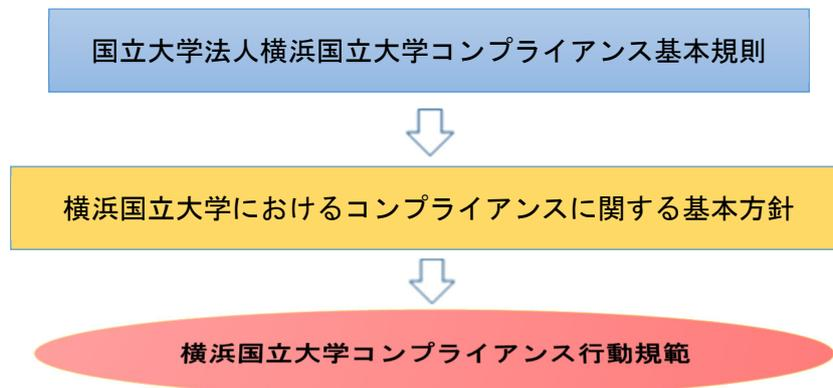 国立大学法人横浜国立大学コンプライアンス基本規則
横浜国立大学におけるコンプライアンスに関する基本方針
横浜国立大学コンプライアンス行動規範